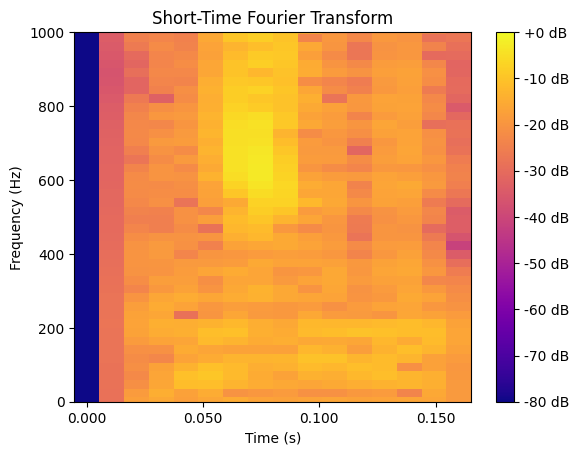 Short-Time Fourier Transform
1000
800
600
400
200
0
Frequency (Hz)
0.000
0.050
0.100
0.150
Time (s)
+0 dB
-10 dB
-20 dB
-30 dB
-40 dB
-50 dB
-60 dB
-70 dB
-80 dB